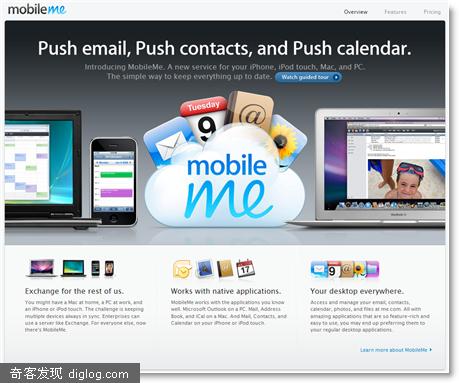 mobileme
Overview Features Pricing
Push email, Push contacts, and Push calendar.
Introducing MobileMe. A new service for your iPhone, iPod touch, Mac, and PC.
The simple way to keep everything up to date. Watch guided tour
Tuesday
9
@
mobile
me
Exchange for the rest of us.
You might have a Mac at home, a PC at work, and
an iPhone or iPod touch. The challenge is keeping
multiple devices always in sync. Enterprises can
use a server like Exchange. For everyone else, now
there's MobileMe.
17
Works with native applications.
MobileMe works with the applications you know
well. Microsoft Outlook on a PC. Mail, Address
Book, and iCal on a Mac. And Mail, Contacts, and
Calendar on your iPhone or iPod touch.
Your desktop everywhere.
Access and manage your email, contacts,
calendar, photos, and files at me.com. All with
amazing applications that are so feature-rich and
easy to use, you may end up preferring them to
your regular desktop applications.
Learn more about MobileMe
奇客发现 diglog.com